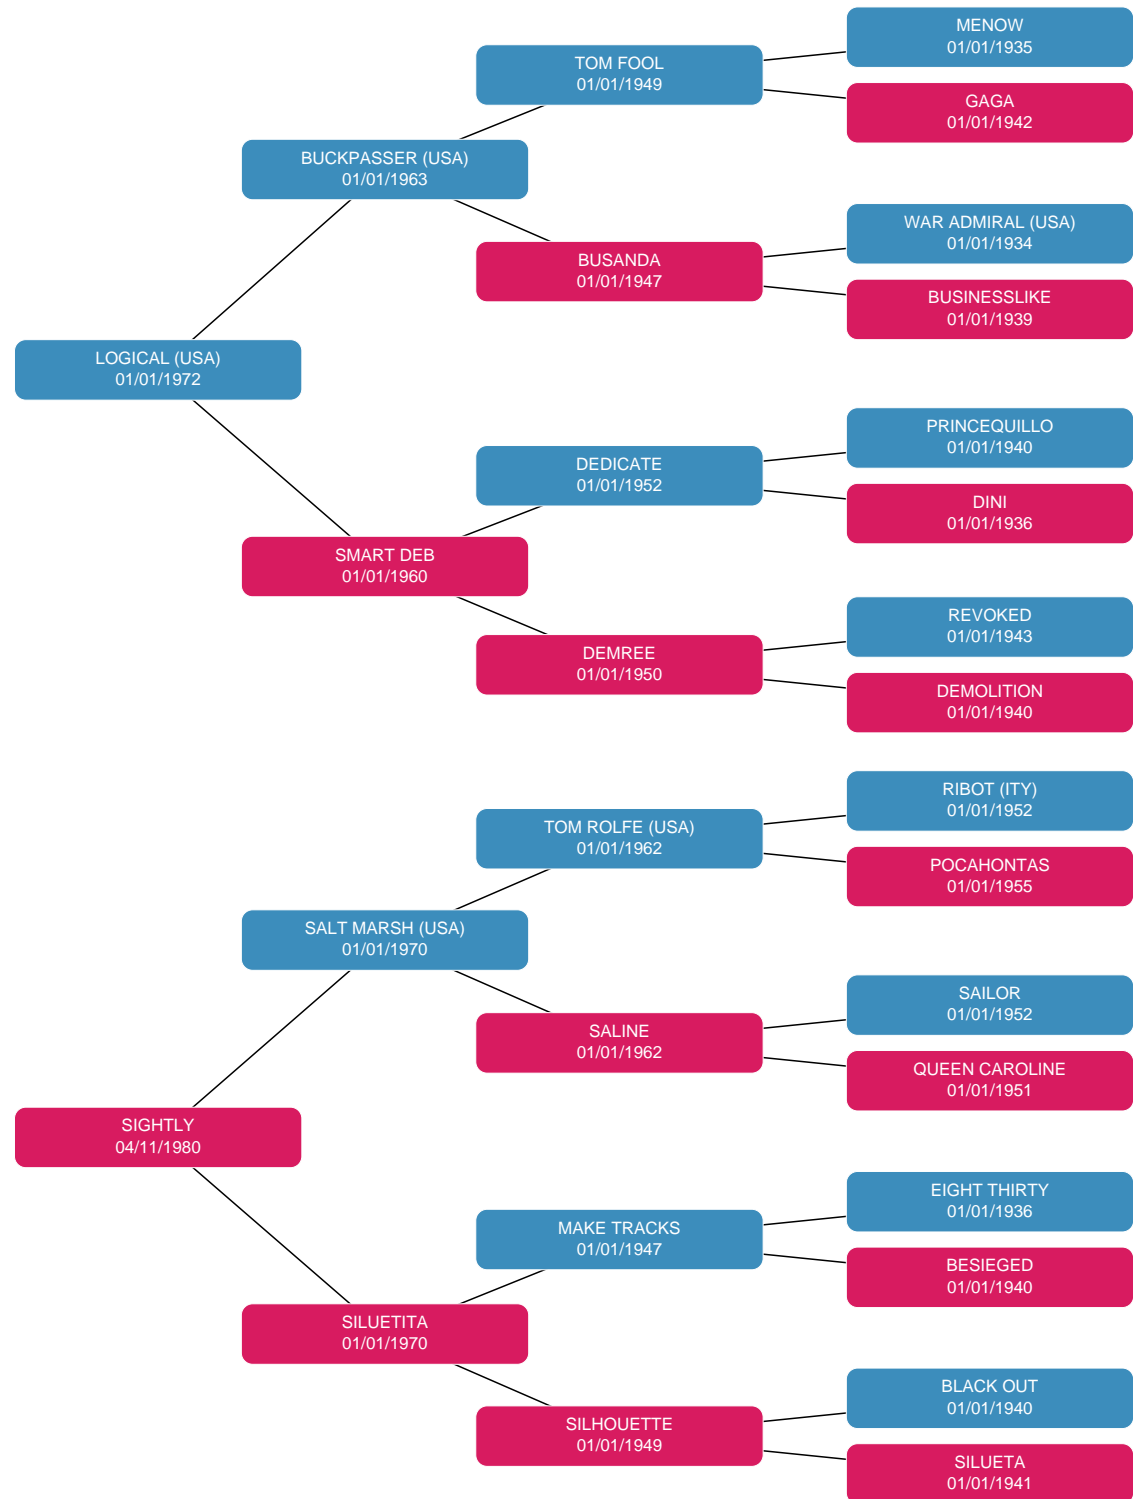 MENOW
01/01/1935
TOM FOOL
01/01/1949
GAGA
01/01/1942
BUCKPASSER (USA)
01/01/1963
WAR ADMIRAL (USA)
01/01/1934
BUSANDA
01/01/1947
BUSINESSLIKE
01/01/1939
LOGICAL (USA)
01/01/1972
PRINCEQUILLO
01/01/1940
DEDICATE
01/01/1952
DINI
01/01/1936
SMART DEB
01/01/1960
REVOKED
01/01/1943
DEMREE
01/01/1950
DEMOLITION
01/01/1940
RIBOT (ITY)
01/01/1952
TOM ROLFE (USA)
01/01/1962
POCAHONTAS
01/01/1955
SALT MARSH (USA)
01/01/1970
SAILOR
01/01/1952
SALINE
01/01/1962
QUEEN CAROLINE
01/01/1951
SIGHTLY
04/11/1980
EIGHT THIRTY
01/01/1936
MAKE TRACKS
01/01/1947
BESIEGED
01/01/1940
SILUETITA
01/01/1970
BLACK OUT
01/01/1940
SILHOUETTE
01/01/1949
SILUETA
01/01/1941